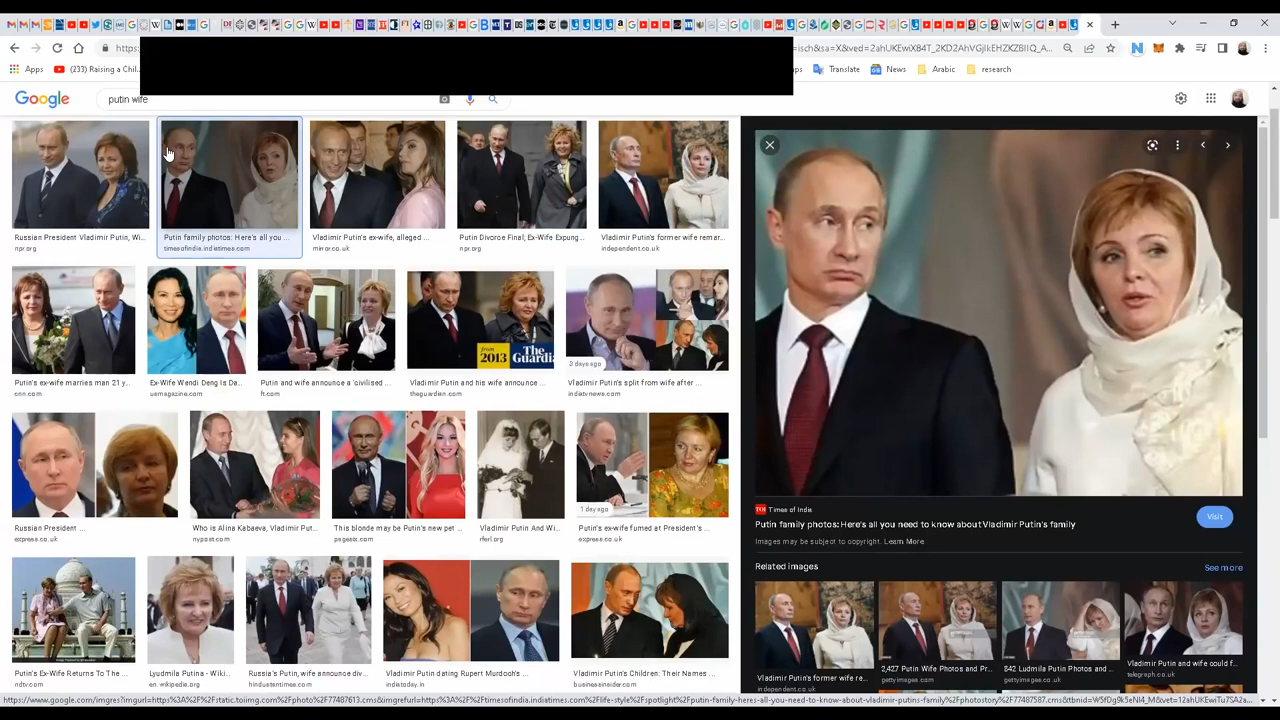 https:
=isch&sa=X&ved=2ahUKEwiXB4T_2KD2AhVGjIkEHZKZBIIQ_A...
Apps
(233) Raising a Chil...
aps
Translate
News
Arabic
research
Google
putin wife
Russian President Vladimir Putin, Wi...
npr.org
Putin family photos: Here's all you ...
timesofindia.indiatimes.com
Vladimir Putin's ex-wife, alleged ...
mirror.co.uk
Putin Divorce Final; Ex-Wife Expung...
npr.org
Vladimir Putin's former wife remar...
independent.co.uk
Putin's ex-wife marries man 21 y...
cnn.com
Ex-Wife Wendi Deng Is Da...
usmagazine.com
Putin and wife announce a 'civilised ...
ft.com
from
2013
The
Guardia
Vladimir Putin and his wife announce ...
theguardian.com
3 days ago
Vladimir Putin's split from wife after ...
indiatvnews.com
Russian President ...
express.co.uk
Who is Alina Kabaeva, Vladimir Put...
nypost.com
This blonde may be Putin's new pet ...
pagesix.com
Vladimir Putin And Wi...
rferl.org
1 day ago
Putin's ex-wife fumed at President's ...
express.co.uk
Putin's Ex-Wife Returns To The ...
ndtv.com
Lyudmila Putina - Wiki...
en.wikipedia.org
Russia's Putin, wife announce div...
hindustantimes.com
Vladimir Putin dating Rupert Murdoch's ...
indiatoday.in
Vladimir Putin's Children: Their Names ...
businessinsider.com
TOI Times of India
Putin family photos: Here's all you need to know about Vladimir Putin's family
Visit
Images may be subject to copyright. Learn More
Related images
See more
Vladimir Putin's former wife re...
independent.co.uk
2,427 Putin Wife Photos and Pr...
gettyimages.com
842 Ludmila Putin Photos and ...
gettyimages.com
Vladimir Putin and wife could f...
telegraph.co.uk